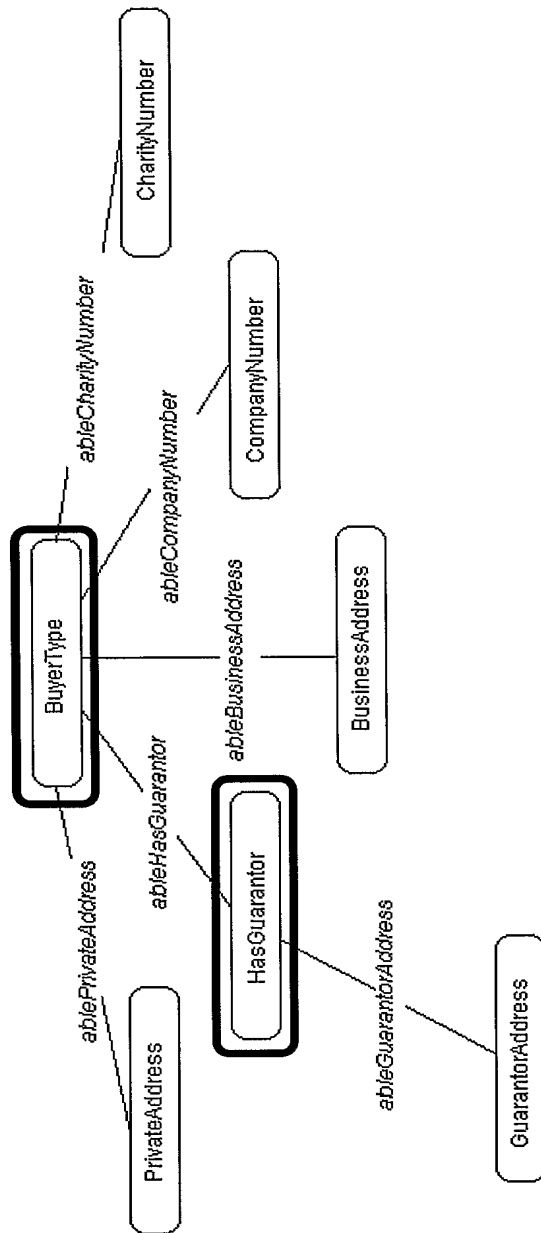 BuyerType
ablePrivateAddress
ableHasGuarantor
ableBusinessAddress
ableCompanyNumber
ableCharityNumber
PrivateAddress
HasGuarantor
BusinessAddress
CompanyNumber
CharityNumber
ableGuarantorAddress
GuarantorAddress